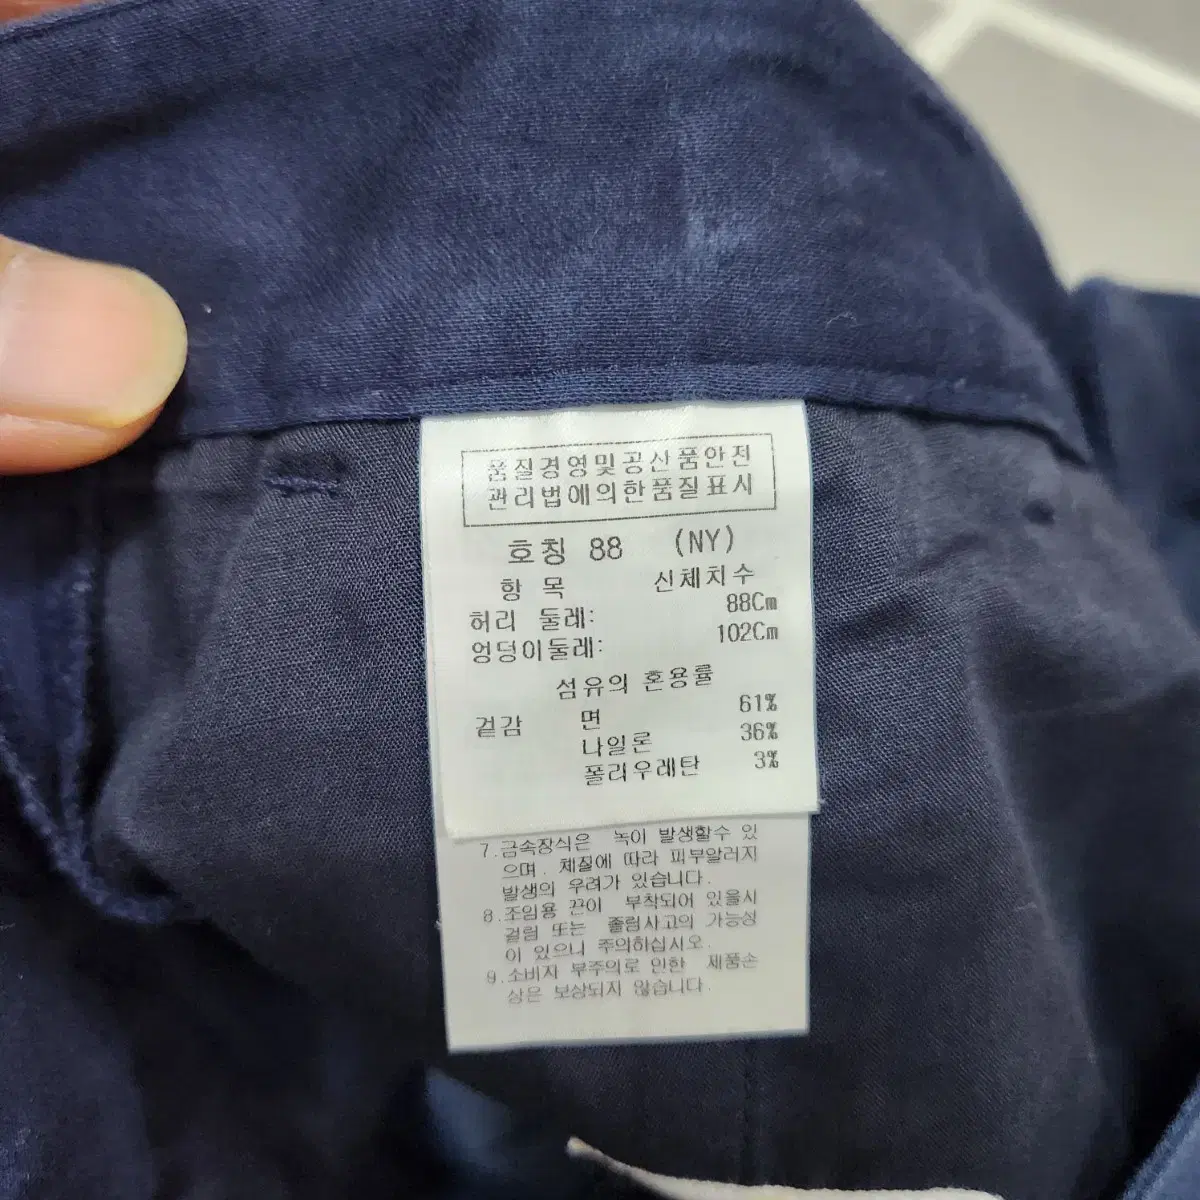 품질경영및공산품안전
관리법에의한품질표시
호칭 88 (NY)
항 목 신체치수
허리 둘레: 88Cm
엉덩이둘레: 102Cm
섬유의 혼용률
겉감 면 61%
나일론 36%
폴리우레탄 3%
7.금속장식은 녹이 발생할수 있
으며. 체질에 따라 피부알러지
발생의 우려가 있습니다.
8.조임용 끈이 부착되어 있을시
걸림 또는 졸림사고의 가능성
이 있으니 주의하십시오.
9.소비자 부주의로 인한 제품손
상은 보상되지 않습니다.